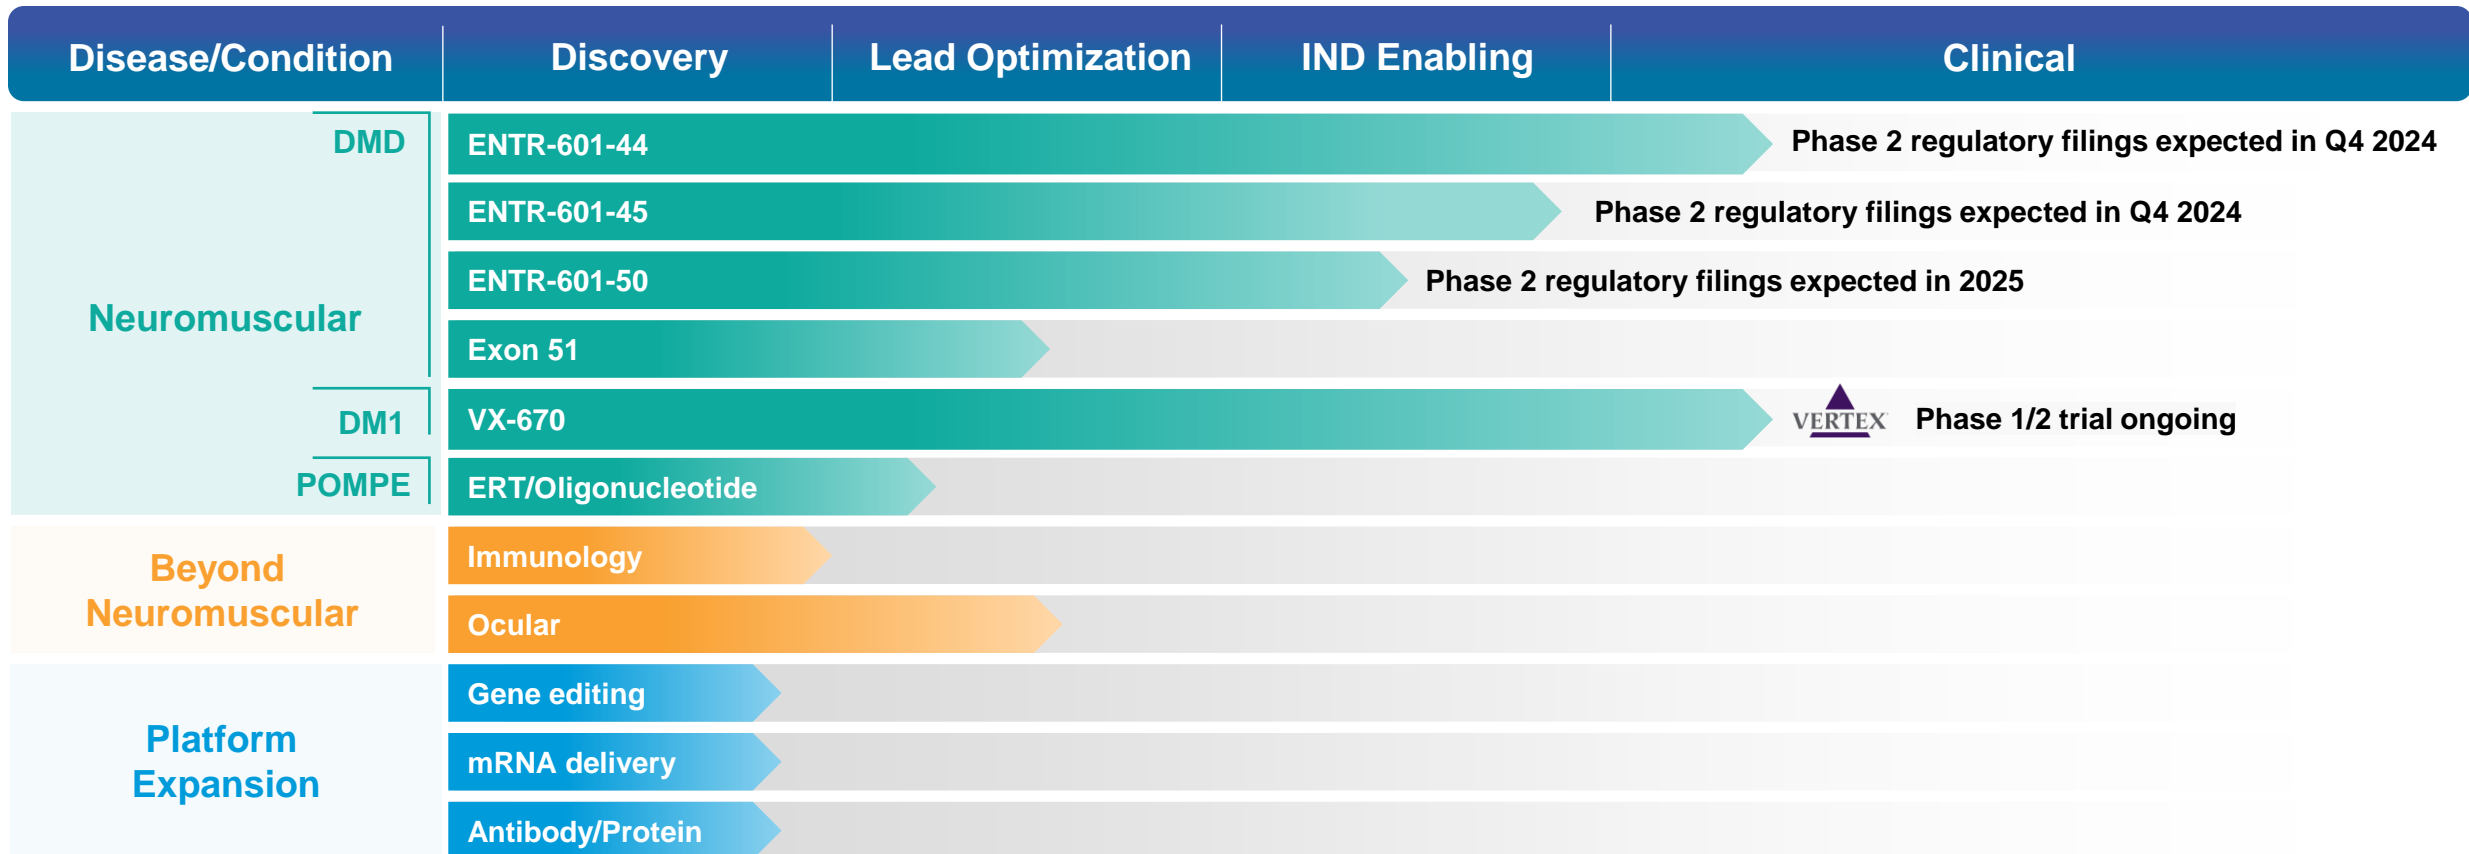 Disease/Condition
Discovery
Lead Optimization
IND Enabling
Clinical
Neuromuscular
DMD
ENTR-601-44
Phase 2 regulatory filings expected in Q4 2024
ENTR-601-45
Phase 2 regulatory filings expected in Q4 2024
ENTR-601-50
Phase 2 regulatory filings expected in 2025
Exon 51
DM1
VX-670
VERTEX
Phase 1/2 trial ongoing
POMPE
ERT/Oligonucleotide
Beyond
Neuromuscular
Immunology
Ocular
Platform
Expansion
Gene editing
mRNA delivery
Antibody/Protein